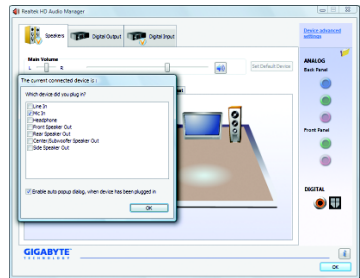 Realtek HD Audio Manager
Speakers
Digital Output
Digital Input
Device advanced settings
Main Volume
L
R
Set Default Device
ANALOG
Back Panel
The current connected device is :
Which device did you plug in?
Line In
Mic In
Headphone
Front Speaker Out
Rear Speaker Out
Center/Subwoofer Speaker Out
Side Speaker Out
Enable auto popup dialog, when device has been plugged in
OK
Front Panel
DIGITAL
GIGABYTE
TECHNOLOGY
OK